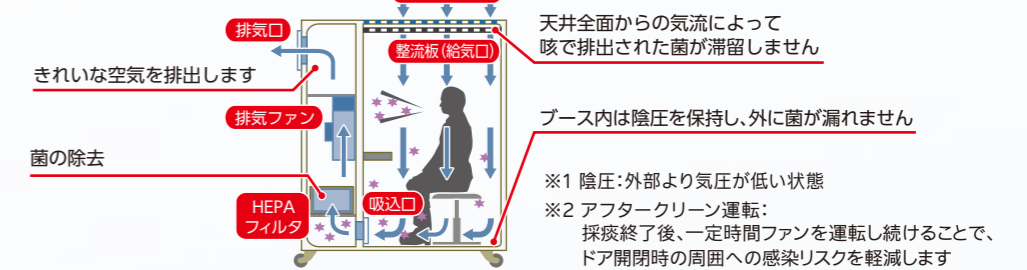 排気口
整流板(給気口)
天井全面からの気流によって
咳で排出された菌が滞留しません
きれいな空気を排出します
排気ファン
ブース内は陰圧を保持し、外に菌が漏れません
菌の除去
HEPA
フィルタ
吸込口
※1 陰圧：外部より気圧が低い状態
※2 アフタークリーン運転：
採痰終了後、一定時間ファンを運転し続けることで、
ドア開閉時の周囲への感染リスクを軽減します